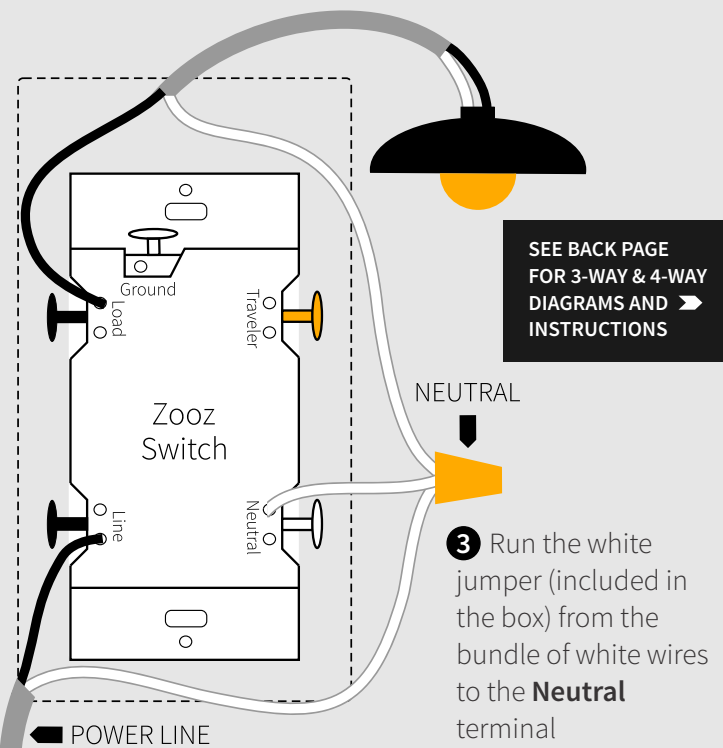 SEE BACK PAGE
FOR 3-WAY & 4-WAY
DIAGRAMS AND
INSTRUCTIONS
Ground
Load
Traveler
Zooz
Switch
NEUTRAL
Line
Neutral
3 Run the white
jumper (included in
the box) from the
bundle of white wires
to the Neutral
terminal
POWER LINE